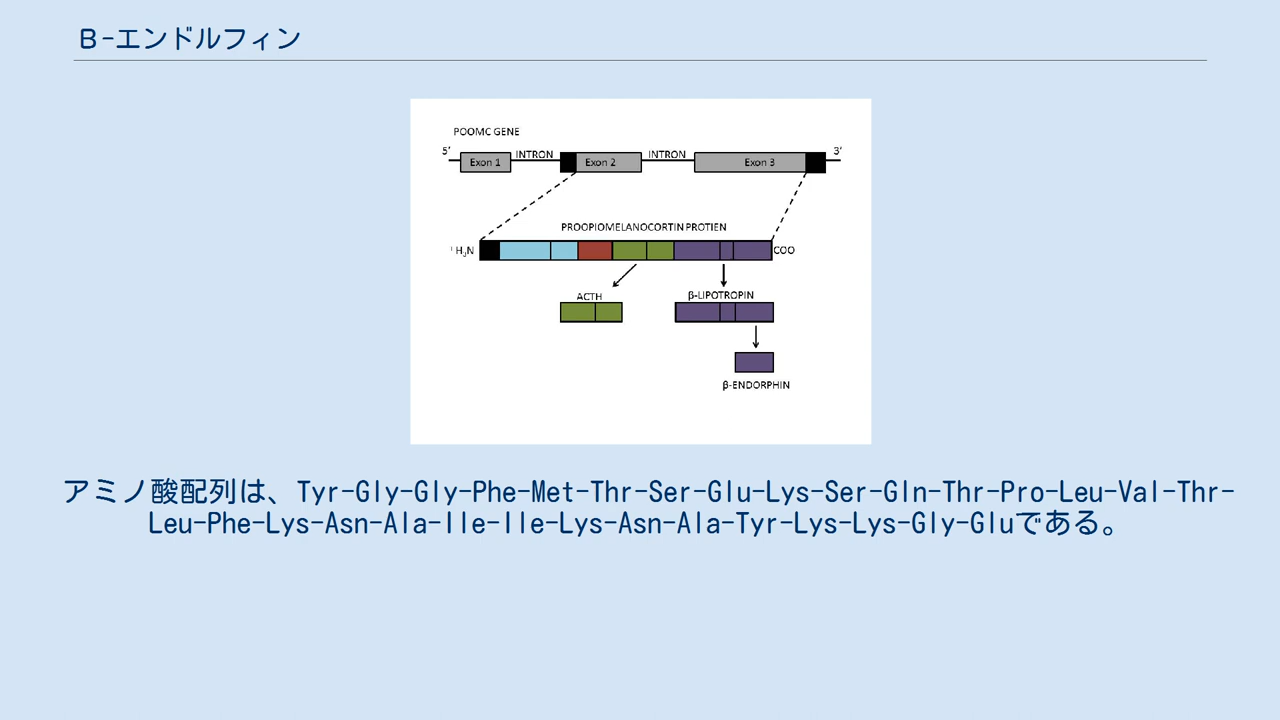 Β-エンドルフィン
POOMC GENE
5' INTRON INTRON 3'
Exon 1 Exon 2 Exon 3
PROOPIOMELANOCORTIN PROTIEN
⁺H₃N COO
ACTH β-LIPOTROPIN
β-ENDORPHIN
アミノ酸配列は、Tyr-Gly-Gly-Phe-Met-Thr-Ser-Glu-Lys-Ser-Gln-Thr-Pro-Leu-Val-Thr-
Leu-Phe-Lys-Asn-Ala-Ile-Ile-Lys-Asn-Ala-Tyr-Lys-Lys-Gly-Gluである。